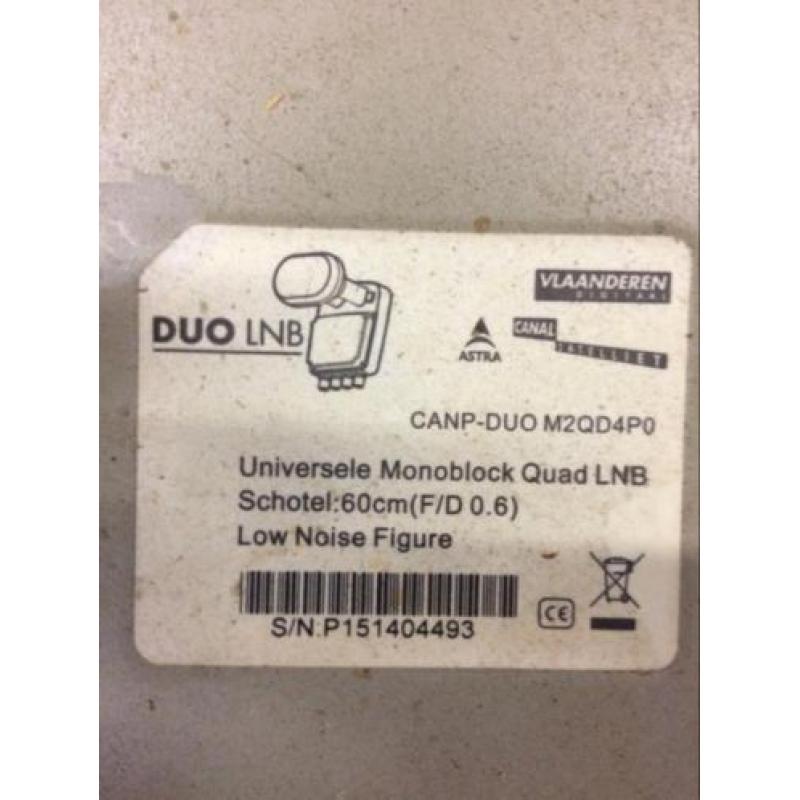 VLAANDEREN
DIGITAAL
DUO LNB
ASTRA
CANAL
SATELLIET
CANP-DUO M2QD4P0
Universele Monoblock Quad LNB
Schotel:60cm(F/D 0.6)
Low Noise Figure
CE
S/N:P151404493